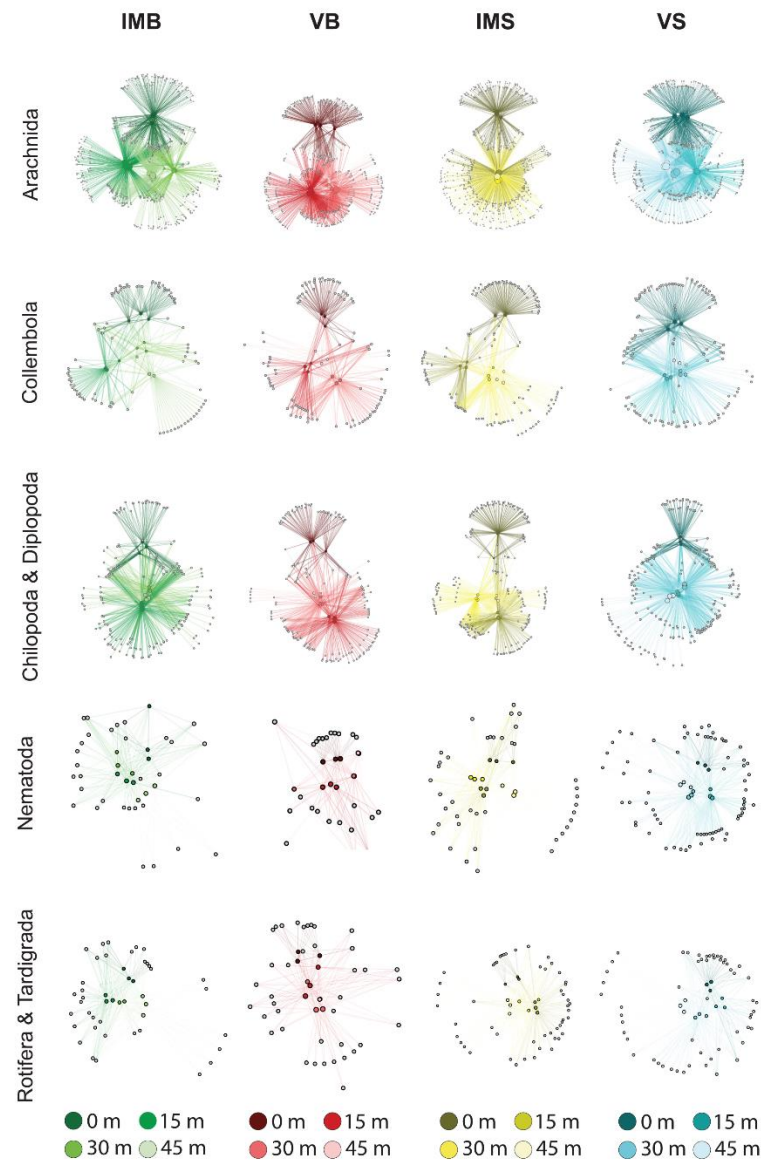 IMB VB IMS VS
Arachnida
Collembola
Chilopoda & Diplopoda
Nematoda
Rotifera & Tardigrada
0 m 15 m 0 m 15 m 0 m 15 m 0 m 15 m
30 m 45 m 30 m 45 m 30 m 45 m 30 m 45 m